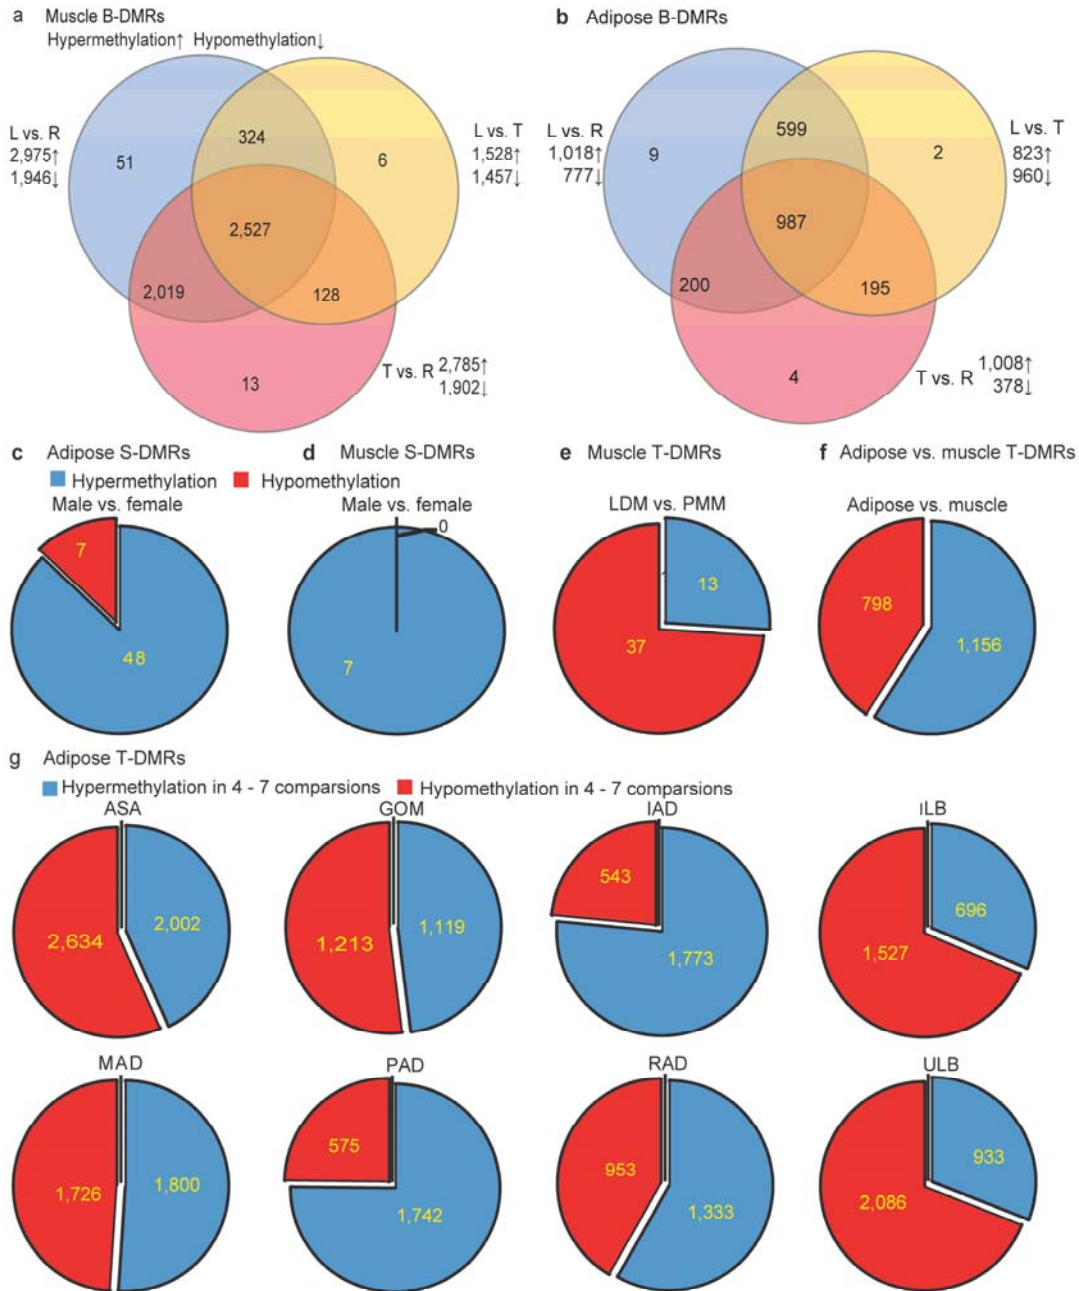 a Muscle B-DMRs
Hypermethylation↑ Hypomethylation↓
L vs. R
2,975↑
1,946↓
L vs. T
1,528↑
1,457↓
324
51
6
2,527
2,019
128
13
T vs. R 2,785↑
1.902↓
b Adipose B-DMRs
L vs. R
1,018↑
777↓
L vs. T
823↑
960↓
599
9
2
987
200
195
4
T vs. R 1,008↑
378↓
c Adipose S-DMRs
d Muscle S-DMRs
e Muscle T-DMRs
f Adipose vs. muscle T-DMRs
Hypermethylation Hypomethylation
Male vs. female
7
48
Male vs. female
0
7
LDM vs. PMM
13
37
Adipose vs. muscle
798
1,156
g Adipose T-DMRs
Hypermethylation in 4 - 7 comparsions Hypomethylation in 4 - 7 comparsions
ASA
2,634
2,002
GOM
1,213
1,119
IAD
543
1,773
ILB
696
1,527
MAD
1,726
1,800
PAD
575
1,742
RAD
953
1,333
ULB
933
2,086